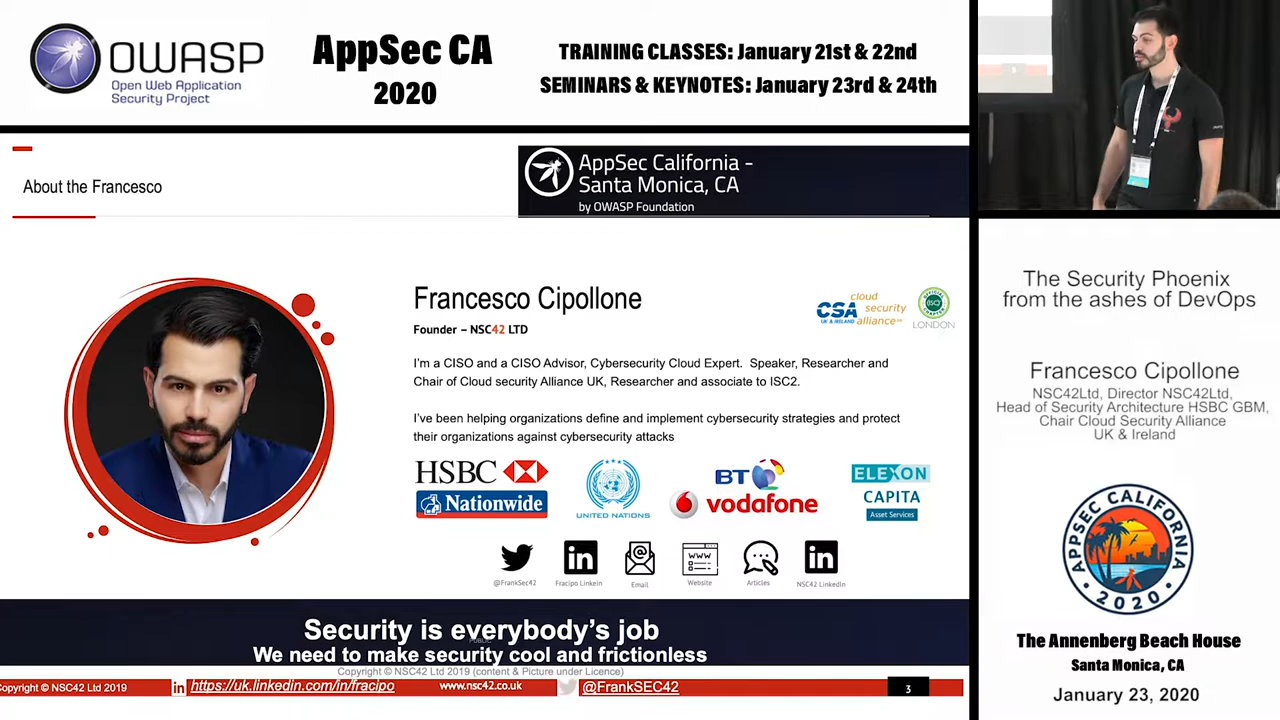 OWASP
Open Web Application
Security Project
AppSec CA
2020
TRAINING CLASSES: January 21st & 22nd
SEMINARS & KEYNOTES: January 23rd & 24th
About the Francesco
AppSec California -
Santa Monica, CA
by OWASP Foundation
Francesco Cipollone
Founder – NSC42 LTD
CSA
UK & IRELAND
cloud
security
alliance
LONDON
I'm a CISO and a CISO Advisor, Cybersecurity Cloud Expert. Speaker, Researcher and
Chair of Cloud security Alliance UK, Researcher and associate to ISC2.
I've been helping organizations define and implement cybersecurity strategies and protect
their organizations against cybersecurity attacks
HSBC
Nationwide
UNITED NATIONS
BT
vodafone
ELEXON
CAPITA
Asset Services
WWW
@FrankSec42
Fracipo Linkein
Email
Website
Articles
NSC42 LinkedIn
Security is everybody's job
We need to make security cool and frictionless
Copyright © NSC42 Ltd 2019 (content & Picture under Licence)
Copyright © NSC42 Ltd 2019
https://uk.linkedin.com/in/fracipo
www.nsc42.co.uk
@FrankSEC42
3
The Security Phoenix
from the ashes of DevOps
Francesco Cipollone
NSC42Ltd, Director NSC42Ltd,
Head of Security Architecture HSBC GBM,
Chair Cloud Security Alliance
UK & Ireland
APPSEC CALIFORNIA
2020
The Annenberg Beach House
Santa Monica, CA
January 23, 2020